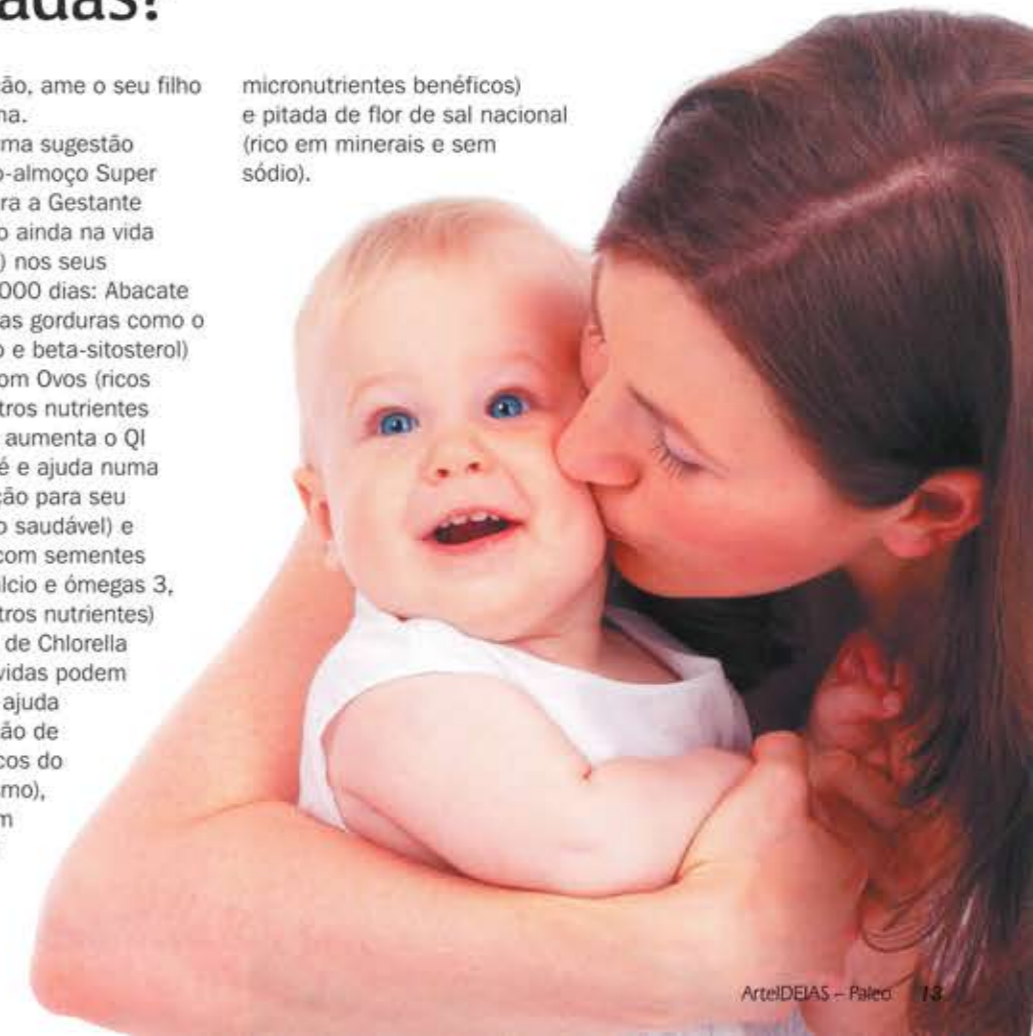 adas?
ão, ame o seu filho
na.
ma sugestão
o-almoço Super
ra a Gestante
o ainda na vida
) nos seus
000 dias: Abacate
as gorduras como o
o e beta-sitosterol)
om Ovos (ricos
tros nutrientes
aumenta o QI
é e ajuda numa
ção para seu
o saudável) e
com sementes
lcio e ómegas 3,
tros nutrientes)
de Chlorella
vidas podem
ajuda
ão de
cos do
mo),
m
micronutrientes benéficos)
e pitada de flor de sal nacional
(rico em minerais e sem
sódio).
ArteIDEIAS – Paleo 13